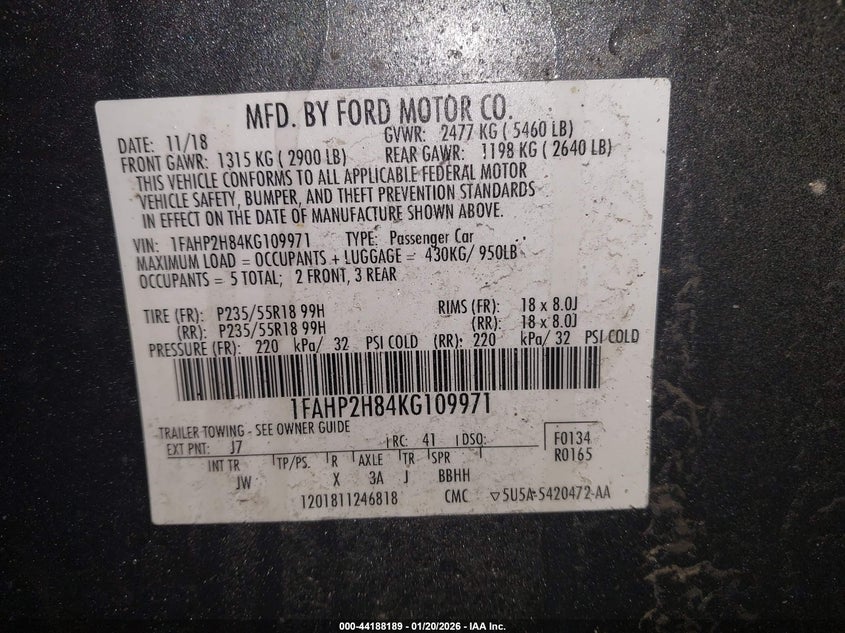 MFD. BY FORD MOTOR CO.
DATE: 11/18 GVWR: 2477 KG ( 5460 LB)
FRONT GAWR: 1315 KG ( 2900 LB) REAR GAWR: 1198 KG ( 2640 LB)
THIS VEHICLE CONFORMS TO ALL APPLICABLE FEDERAL MOTOR
VEHICLE SAFETY, BUMPER, AND THEFT PREVENTION STANDARDS
IN EFFECT ON THE DATE OF MANUFACTURE SHOWN ABOVE.
VIN: 1FAHP2H84KG109971 TYPE: Passenger Car
MAXIMUM LOAD = OCCUPANTS + LUGGAGE = 430KG/ 950LB
OCCUPANTS = 5 TOTAL; 2 FRONT, 3 REAR
TIRE (FR): P235/55R18 99H RIMS (FR): 18 x 8.0J
(RR): P235/55R18 99H (RR): 18 x 8.0J
PRESSURE (FR): 220 kPa/ 32 PSI COLD (RR): 220 kPa/ 32 PSI COLD
1FAHP2H84KG109971
TRAILER TOWING - SEE OWNER GUIDE
EXT PNT: J7 RC: 41 DSO: F0134
INT TR TP/PS. R AXLE TR SPR R0165
JW X 3A J BBHH
1201811246818 CMC ▽5U5A-5420472-AA
000-44188189 — 01/20/2026 — IAA Inc.